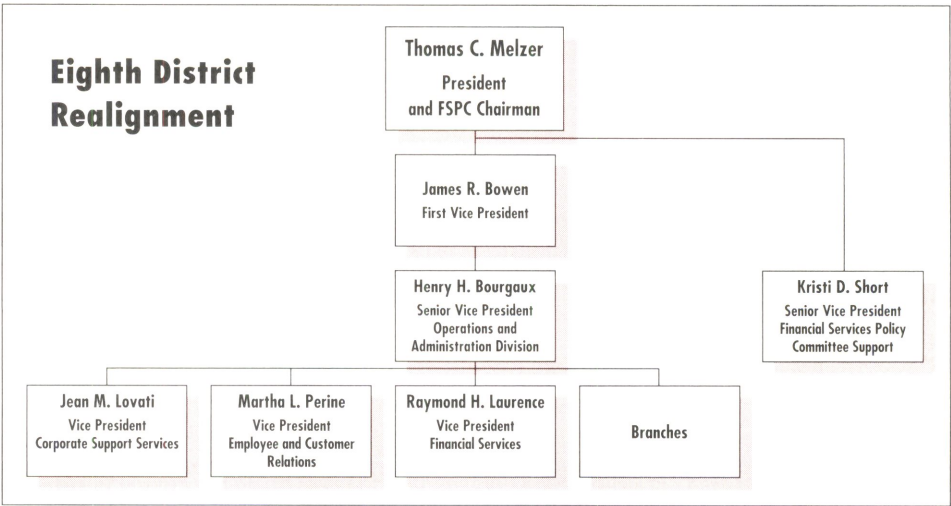 Eighth District
Realignment
Thomas C. Melzer
President
and FSPC Chairman
James R. Bowen
First Vice President
Henry H. Bourgaux
Senior Vice President
Operations and
Administration Division
Kristi D. Short
Senior Vice President
Financial Services Policy
Committee Support
Jean M. Lovati
Vice President
Corporate Support Services
Martha L. Perine
Vice President
Employee and Customer
Relations
Raymond H. Laurence
Vice President
Financial Services
Branches